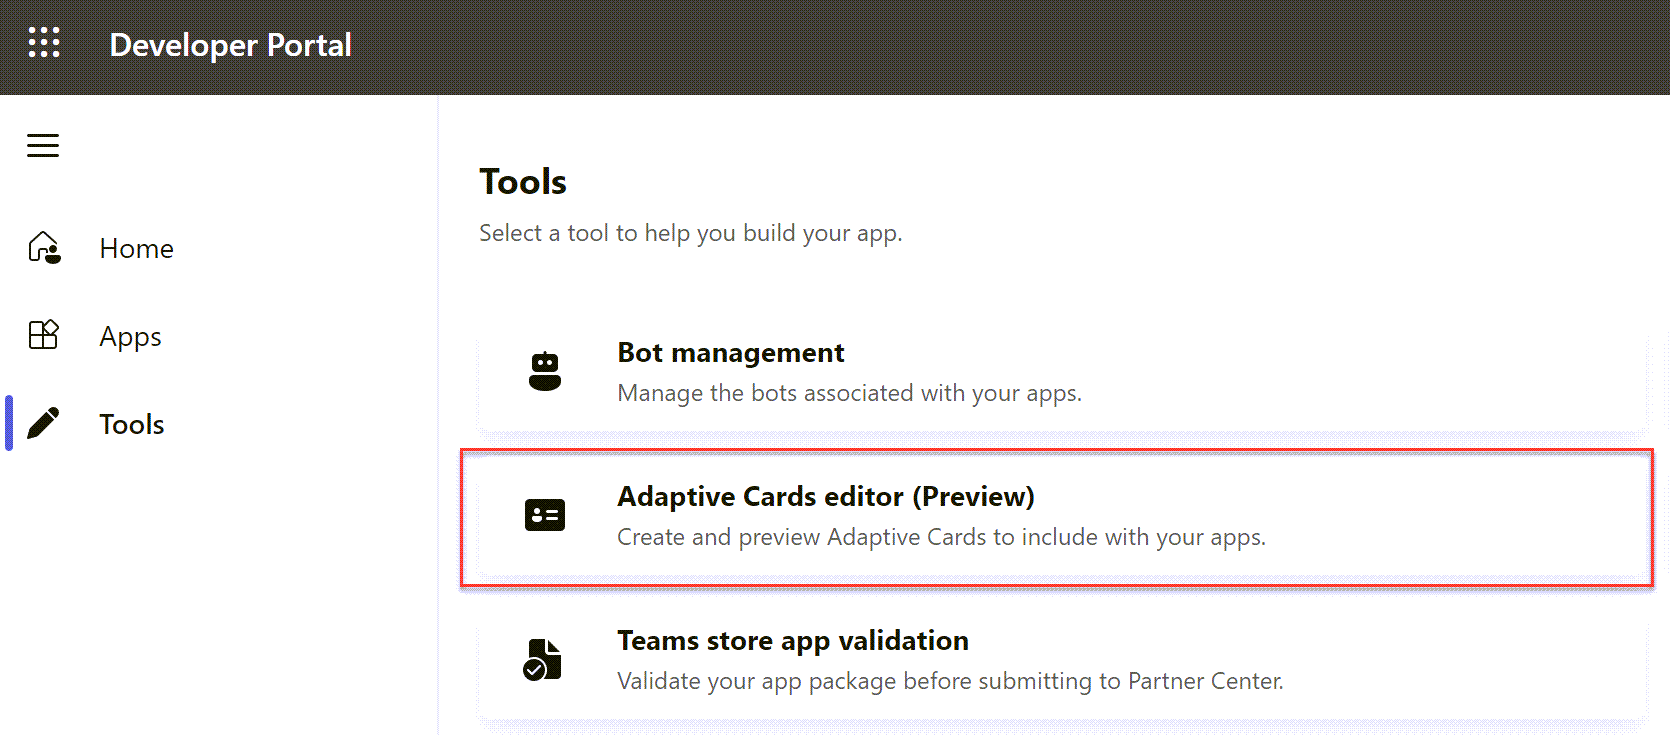 Developer Portal
Home
Apps
Tools
Tools
Select a tool to help you build your app.
Bot management
Manage the bots associated with your apps.
Adaptive Cards editor (Preview)
Create and preview Adaptive Cards to include with your apps.
Teams store app validation
Validate your app package before submitting to Partner Center.